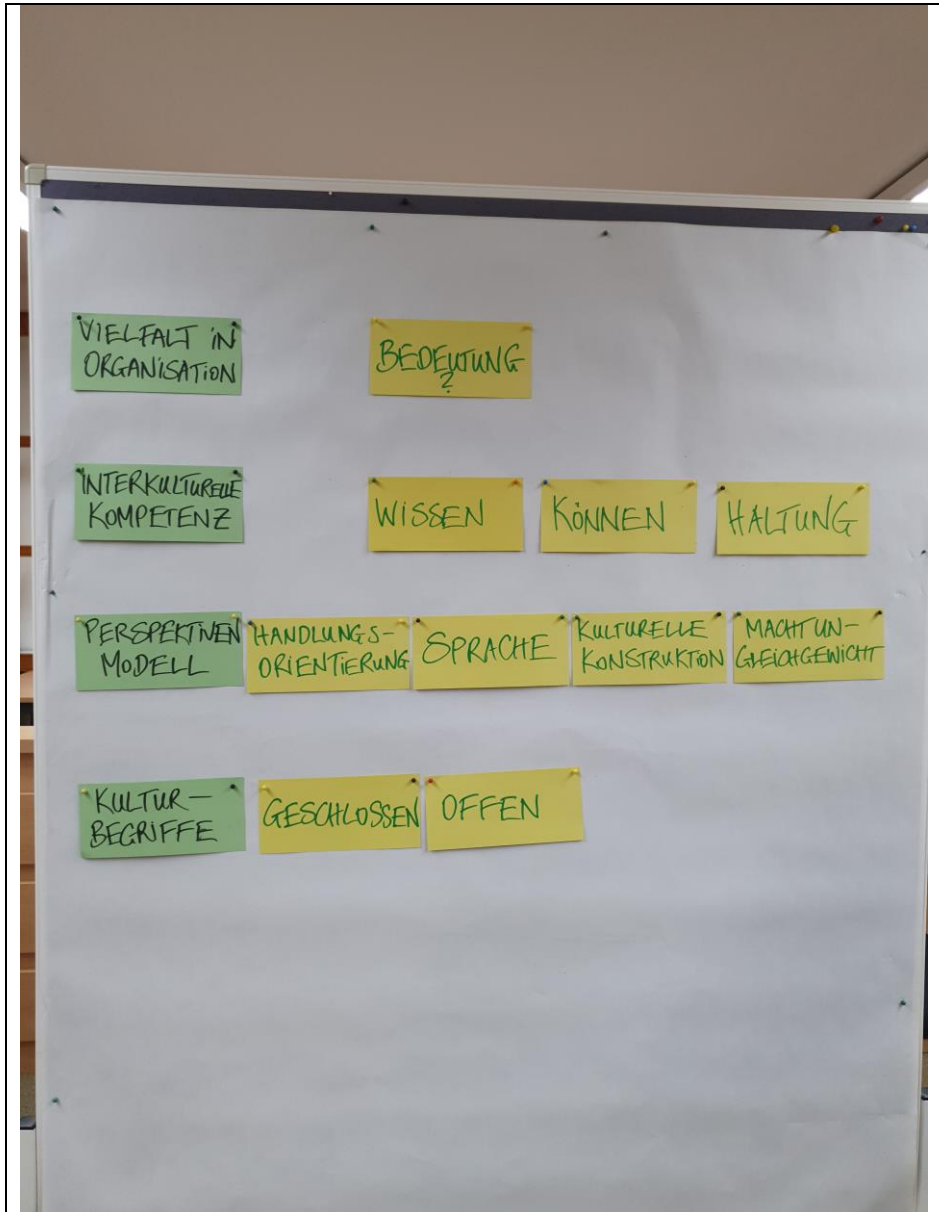 VIELFALT IN
ORGANISATION
BEDEUTUNG
?
INTERKULTURELLE
KOMPETENZ
WISSEN
KÖNNEN
HALTUNG
PERSPEKTIVEN
MODELL
HANDLUNGS-
ORIENTIERUNG
SPRACHE
KULTURELLE
KONSTRUKTION
MACHTUN-
GLEICHGEWICHT
KULTUR-
BEGRIFFE
GESCHLOSSEN
OFFEN